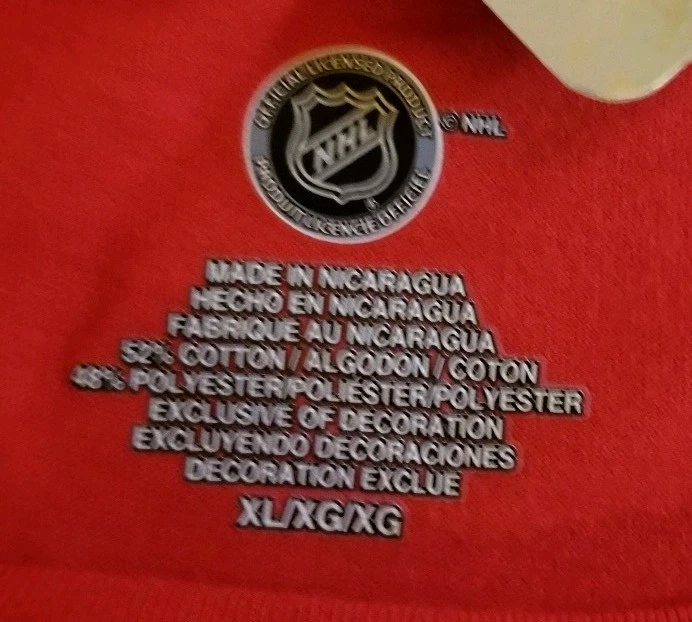 OFFICIAL LICENSED PRODUCT
NHL
PRODUIT LICENCIE OFFICIEL
© NHL
MADE IN NICARAGUA
HECHO EN NICARAGUA
FABRIQUE AU NICARAGUA
52% COTTON / ALGODON / COTON
48% POLYESTER/POLIESTER/POLYESTER
EXCLUSIVE OF DECORATION
EXCLUYENDO DECORACIONES
DECORATION EXCLUE
XL/XG/XG